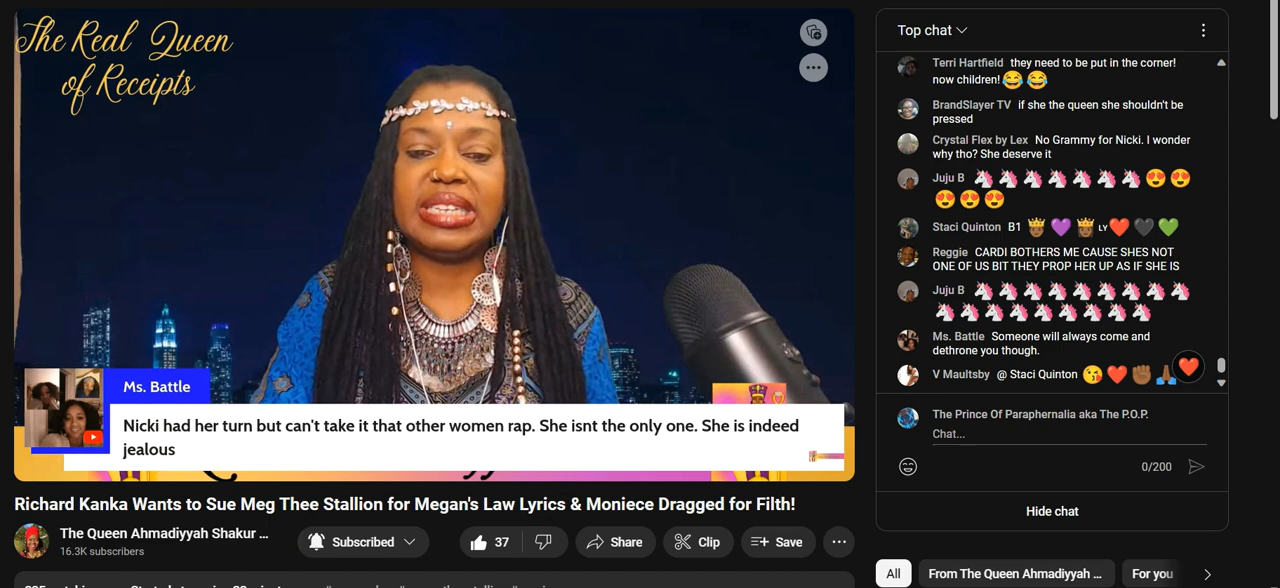 The Real Queen
of Receipts
Ms. Battle
Nicki had her turn but can't take it that other women rap. She isnt the only one. She is indeed
jealous
Richard Kanka Wants to Sue Meg Thee Stallion for Megan's Law Lyrics & Moniece Dragged for Filth!
The Queen Ahmadiyyah Shakur ...
16.3K subscribers
Subscribed
37
Share
Clip
Save
Top chat
Terri Hartfield they need to be put in the corner!
now children!😂😂
BrandSlayer TV if she the queen she shouldn't be
pressed
Crystal Flex by Lex No Grammy for Nicki. I wonder
why tho? She deserve it
Juju B 🦄🦄🦄🦄🦄🦄🦄😍😍
😍😍😍
Staci Quinton B1 🤴🏾💜🤴🏾LY❤️🖤💚
Reggie CARDI BOTHERS ME CAUSE SHES NOT
ONE OF US BIT THEY PROP HER UP AS IF SHE IS
Juju B 🦄🦄🦄🦄🦄🦄🦄🦄🦄
🦄🦄🦄🦄🦄🦄🦄🦄🦄
Ms. Battle Someone will always come and
dethrone you though.
V Maultsby @ Staci Quinton 😘❤️✊🏾🙏🏾
The Prince Of Paraphernalia aka The P.O.P.
Chat...
0/200
Hide chat
All
From The Queen Ahmadiyyah ...
For you